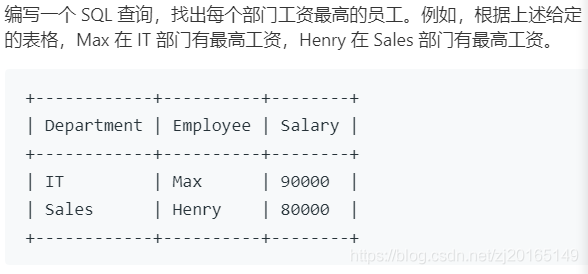 编写一个 SQL 查询，找出每个部门工资最高的员工。例如，根据上述给定
的表格，Max 在 IT 部门有最高工资，Henry 在 Sales 部门有最高工资。
+------------+----------+--------+
| Department | Employee | Salary |
+------------+----------+--------+
| IT         | Max      | 90000  |
| Sales      | Henry    | 80000  |
+------------+----------+--------+
https://blog.csdn.net/zj20165149